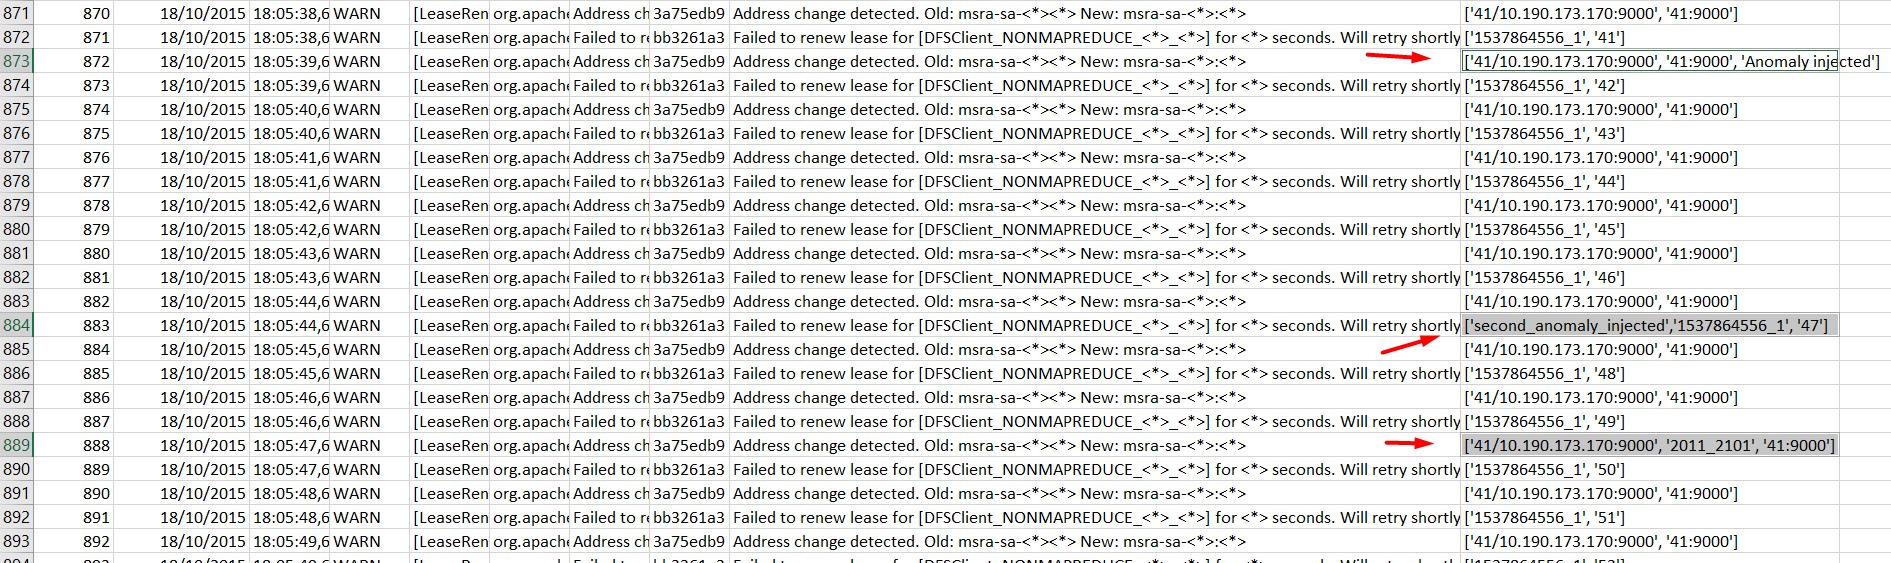 871 870 18/10/2015 18:05:38,6 WARN [LeaseRen org.apache Address ch 3a75edb9 Address change detected. Old: msra-sa-<*><*> New: msra-sa-<*>:<*> ['41/10.190.173.170:9000', '41:9000']
872 871 18/10/2015 18:05:38,6 WARN [LeaseRen org.apache Failed to re bb3261a3 Failed to renew lease for [DFSClient_NONMAPREDUCE_<*>_<*>] for <*> seconds. Will retry shortly ['1537864556_1', '41']
873 872 18/10/2015 18:05:39,6 WARN [LeaseRen org.apache Address ch 3a75edb9 Address change detected. Old: msra-sa-<*><*> New: msra-sa-<*>:<*> ['41/10.190.173.170:9000', '41:9000', 'Anomaly injected']
874 873 18/10/2015 18:05:39,6 WARN [LeaseRen org.apache Failed to re bb3261a3 Failed to renew lease for [DFSClient_NONMAPREDUCE_<*>_<*>] for <*> seconds. Will retry shortly ['1537864556_1', '42']
875 874 18/10/2015 18:05:40,6 WARN [LeaseRen org.apache Address ch 3a75edb9 Address change detected. Old: msra-sa-<*><*> New: msra-sa-<*>:<*> ['41/10.190.173.170:9000', '41:9000']
876 875 18/10/2015 18:05:40,6 WARN [LeaseRen org.apache Failed to re bb3261a3 Failed to renew lease for [DFSClient_NONMAPREDUCE_<*>_<*>] for <*> seconds. Will retry shortly ['1537864556_1', '43']
877 876 18/10/2015 18:05:41,6 WARN [LeaseRen org.apache Address ch 3a75edb9 Address change detected. Old: msra-sa-<*><*> New: msra-sa-<*>:<*> ['41/10.190.173.170:9000', '41:9000']
878 877 18/10/2015 18:05:41,6 WARN [LeaseRen org.apache Failed to re bb3261a3 Failed to renew lease for [DFSClient_NONMAPREDUCE_<*>_<*>] for <*> seconds. Will retry shortly ['1537864556_1', '44']
879 878 18/10/2015 18:05:42,6 WARN [LeaseRen org.apache Address ch 3a75edb9 Address change detected. Old: msra-sa-<*><*> New: msra-sa-<*>:<*> ['41/10.190.173.170:9000', '41:9000']
880 879 18/10/2015 18:05:42,6 WARN [LeaseRen org.apache Failed to re bb3261a3 Failed to renew lease for [DFSClient_NONMAPREDUCE_<*>_<*>] for <*> seconds. Will retry shortly ['1537864556_1', '45']
881 880 18/10/2015 18:05:43,6 WARN [LeaseRen org.apache Address ch 3a75edb9 Address change detected. Old: msra-sa-<*><*> New: msra-sa-<*>:<*> ['41/10.190.173.170:9000', '41:9000']
882 881 18/10/2015 18:05:43,6 WARN [LeaseRen org.apache Failed to re bb3261a3 Failed to renew lease for [DFSClient_NONMAPREDUCE_<*>_<*>] for <*> seconds. Will retry shortly ['1537864556_1', '46']
883 882 18/10/2015 18:05:44,6 WARN [LeaseRen org.apache Address ch 3a75edb9 Address change detected. Old: msra-sa-<*><*> New: msra-sa-<*>:<*> ['41/10.190.173.170:9000', '41:9000']
884 883 18/10/2015 18:05:44,6 WARN [LeaseRen org.apache Failed to re bb3261a3 Failed to renew lease for [DFSClient_NONMAPREDUCE_<*>_<*>] for <*> seconds. Will retry shortly ['second_anomaly_injected','1537864556_1', '47']
885 884 18/10/2015 18:05:45,6 WARN [LeaseRen org.apache Address ch 3a75edb9 Address change detected. Old: msra-sa-<*><*> New: msra-sa-<*>:<*> ['41/10.190.173.170:9000', '41:9000']
886 885 18/10/2015 18:05:45,6 WARN [LeaseRen org.apache Failed to re bb3261a3 Failed to renew lease for [DFSClient_NONMAPREDUCE_<*>_<*>] for <*> seconds. Will retry shortly ['1537864556_1', '48']
887 886 18/10/2015 18:05:46,6 WARN [LeaseRen org.apache Address ch 3a75edb9 Address change detected. Old: msra-sa-<*><*> New: msra-sa-<*>:<*> ['41/10.190.173.170:9000', '41:9000']
888 887 18/10/2015 18:05:46,6 WARN [LeaseRen org.apache Failed to re bb3261a3 Failed to renew lease for [DFSClient_NONMAPREDUCE_<*>_<*>] for <*> seconds. Will retry shortly ['1537864556_1', '49']
889 888 18/10/2015 18:05:47,6 WARN [LeaseRen org.apache Address ch 3a75edb9 Address change detected. Old: msra-sa-<*><*> New: msra-sa-<*>:<*> ['41/10.190.173.170:9000', '2011_2101', '41:9000']
890 889 18/10/2015 18:05:47,6 WARN [LeaseRen org.apache Failed to re bb3261a3 Failed to renew lease for [DFSClient_NONMAPREDUCE_<*>_<*>] for <*> seconds. Will retry shortly ['1537864556_1', '50']
891 890 18/10/2015 18:05:48,6 WARN [LeaseRen org.apache Address ch 3a75edb9 Address change detected. Old: msra-sa-<*><*> New: msra-sa-<*>:<*> ['41/10.190.173.170:9000', '41:9000']
892 891 18/10/2015 18:05:48,6 WARN [LeaseRen org.apache Failed to re bb3261a3 Failed to renew lease for [DFSClient_NONMAPREDUCE_<*>_<*>] for <*> seconds. Will retry shortly ['1537864556_1', '51']
893 892 18/10/2015 18:05:49,6 WARN [LeaseRen org.apache Address ch 3a75edb9 Address change detected. Old: msra-sa-<*><*> New: msra-sa-<*>:<*> ['41/10.190.173.170:9000', '41:9000']